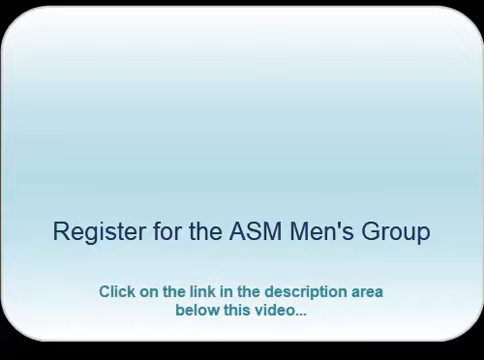 Register for the ASM Men's Group
Click on the link in the description area
below this video...